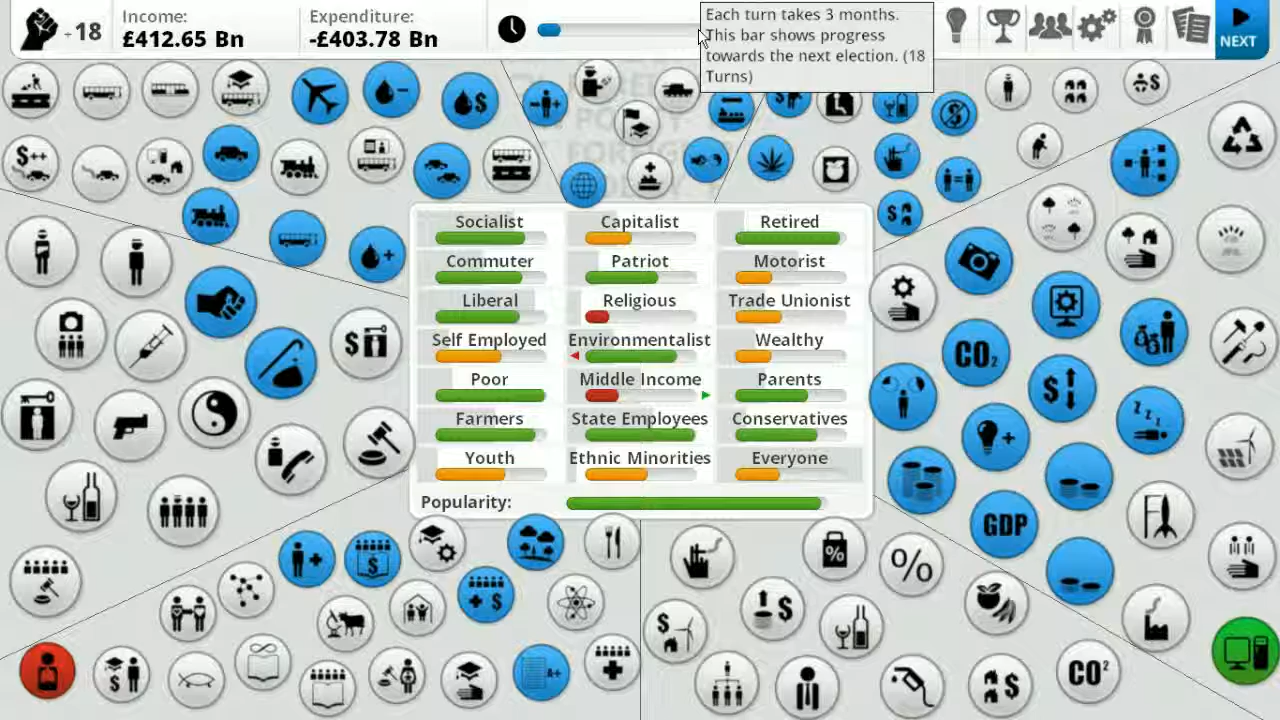 +18
Income:
£412.65 Bn
Expenditure:
-£403.78 Bn
Each turn takes 3 months.
This bar shows progress
towards the next election. (18
Turns)
NEXT
Socialist
Capitalist
Retired
Commuter
Patriot
Motorist
Liberal
Religious
Trade Unionist
Self Employed
Environmentalist
Wealthy
Poor
Middle Income
Parents
Farmers
State Employees
Conservatives
Youth
Ethnic Minorities
Everyone
Popularity:
$++
$
CO2
$
GDP
%
CO²
A+